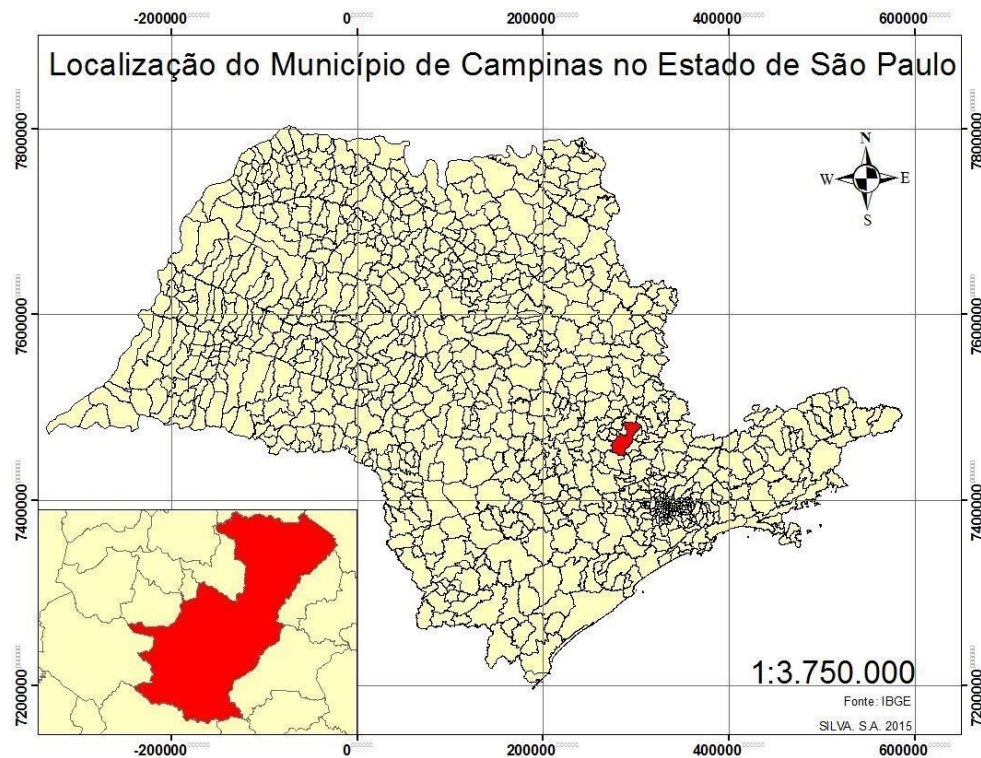 -200000 0 200000 400000 600000
Localização do Município de Campinas no Estado de São Paulo
7800000 7800000
N
W E
S
7600000 7600000
7400000 7400000
1:3.750.000
7200000 7200000
Fonte: IBGE
SILVA. S.A. 2015
-200000 0 200000 400000 600000